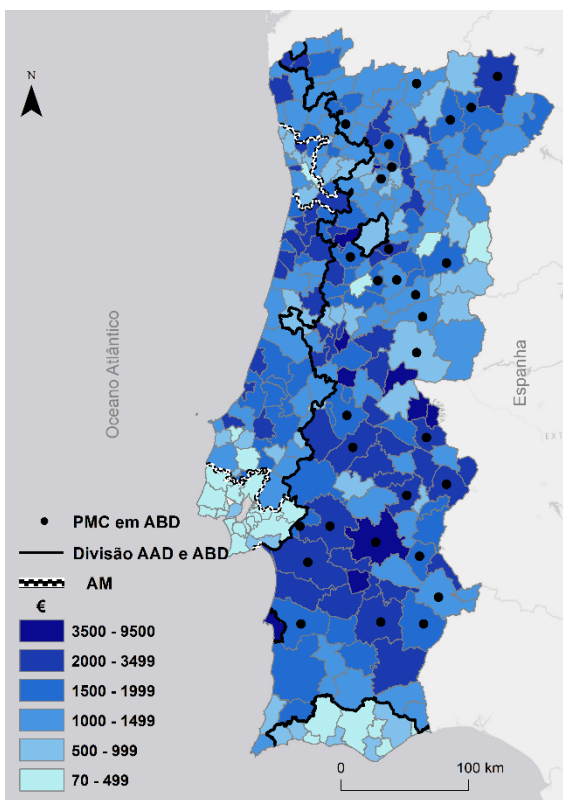 N
Oceano Atlântico
Espanha
PMC em ABD
Divisão AAD e ABD
AM
€
3500 - 9500
2000 - 3499
1500 - 1999
1000 - 1499
500 - 999
70 - 499
0 100 km